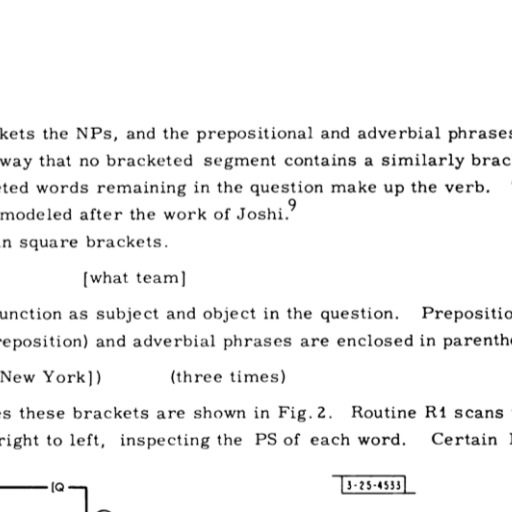 kets the NPs, and the prepositional and adverbial phrases
way that no bracketed segment contains a similarly brac
ted words remaining in the question make up the verb.
modeled after the work of Joshi.9
n square brackets.
[what team]
unction as subject and object in the question. Prepositio
reposition) and adverbial phrases are enclosed in parenthe
New York]) (three times)
s these brackets are shown in Fig. 2. Routine R1 scans
right to left, inspecting the PS of each word. Certain
IQ
3-25-4533